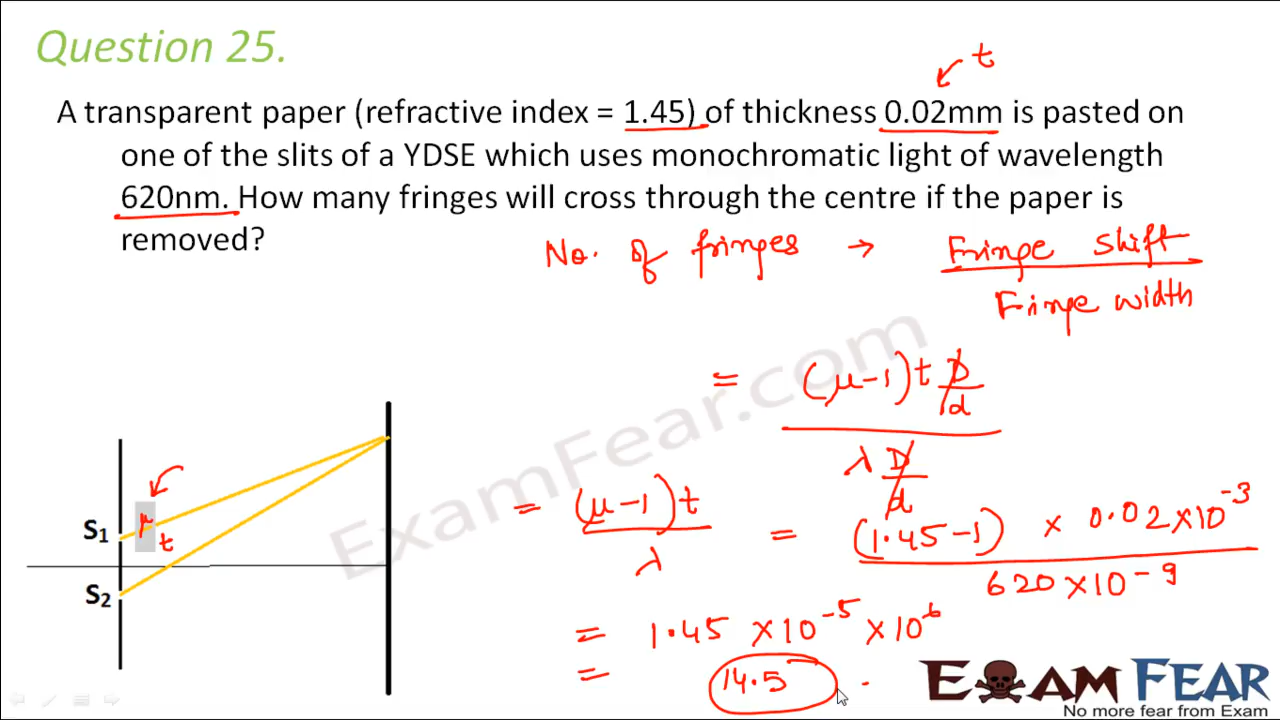 Question 25.
t
A transparent paper (refractive index = 1.45) of thickness 0.02mm is pasted on
one of the slits of a YDSE which uses monochromatic light of wavelength
620nm. How many fringes will cross through the centre if the paper is
removed?
No. of fringes → Fringe shift
Fringe width
= (μ-1)t D/d
λ D/d
= (μ-1)t
λ
= (1.45-1) × 0.02×10⁻³
620×10⁻⁹
= 1.45 ×10⁻⁵ ×10⁶
= 14.5
S₁
μ
t
S₂
ExamFear.com
EXAM FEAR
No more fear from Exam